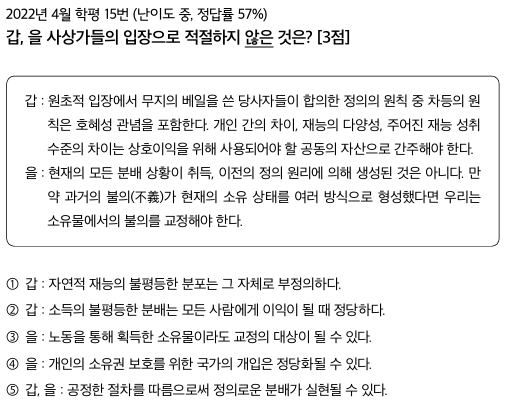 2022년 4월 학평 15번 (난이도 중, 정답률 57%)
갑, 을 사상가들의 입장으로 적절하지 않은 것은? [3점]
갑 : 원초적 입장에서 무지의 베일을 쓴 당사자들이 합의한 정의의 원칙 중 차등의 원
칙은 호혜성 관념을 포함한다. 개인 간의 차이, 재능의 다양성, 주어진 재능 성취
수준의 차이는 상호이익을 위해 사용되어야 할 공동의 자산으로 간주해야 한다.
을 : 현재의 모든 분배 상황이 취득, 이전의 정의 원리에 의해 생성된 것은 아니다. 만
약 과거의 불의(不義)가 현재의 소유 상태를 여러 방식으로 형성했다면 우리는
소유물에서의 불의를 교정해야 한다.
① 갑 : 자연적 재능의 불평등한 분포는 그 자체로 부정의하다.
② 갑 : 소득의 불평등한 분배는 모든 사람에게 이익이 될 때 정당하다.
③ 을 : 노동을 통해 획득한 소유물이라도 교정의 대상이 될 수 있다.
④ 을 : 개인의 소유권 보호를 위한 국가의 개입은 정당화될 수 있다.
⑤ 갑, 을 : 공정한 절차를 따름으로써 정의로운 분배가 실현될 수 있다.